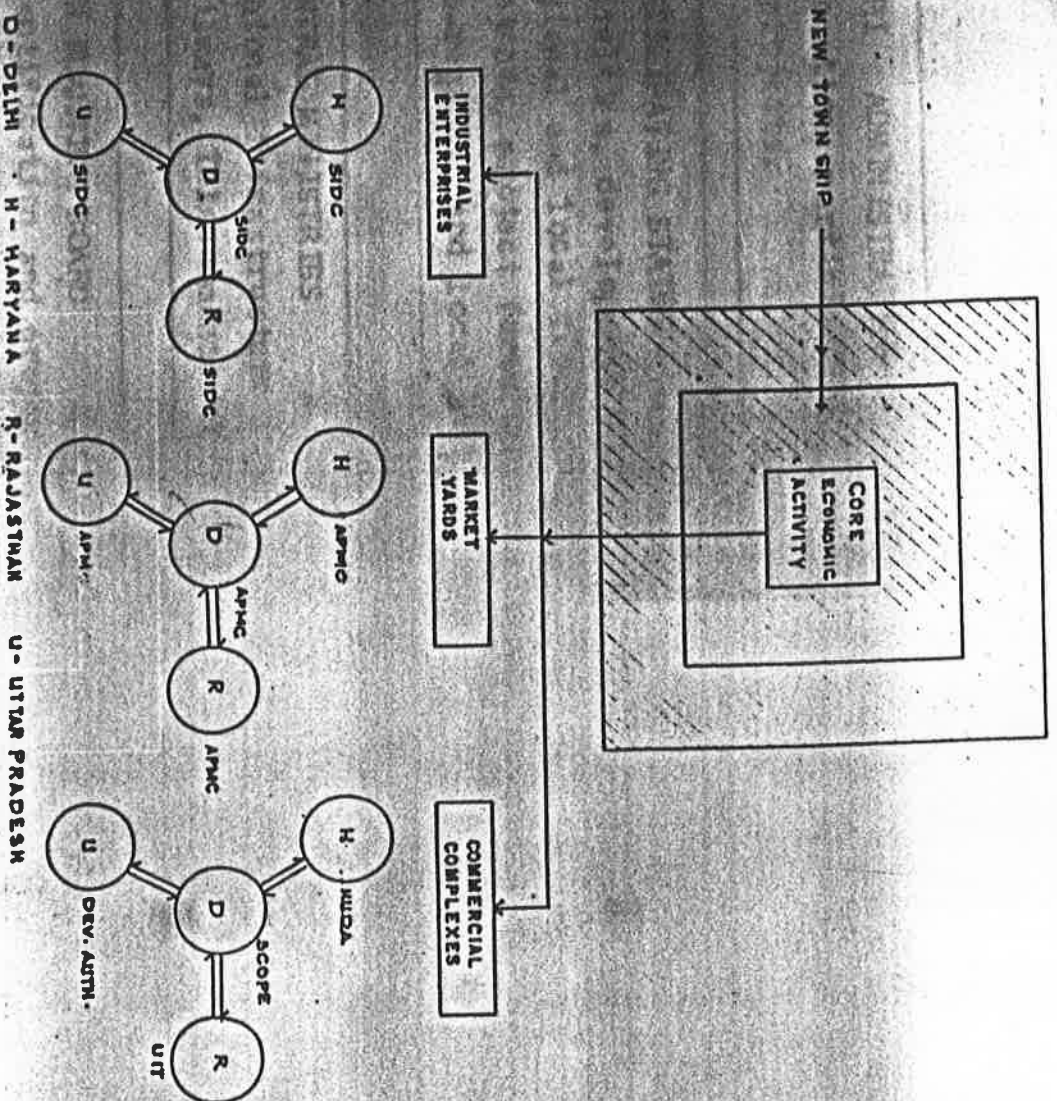 NEW TOWN SHIP
CORE
ECONOMIC
ACTIVITY
INDUSTRIAL
ENTERPRISES
MARKET
YARDS
COMMERCIAL
COMPLEXES
H
SIDC
D
SIDC
R
SIDC
U
SIDC
H
APMC
D
APMC
R
APMC
U
APMC
H
HUDA
D
SCOPE
R
UIT
U
DEV. AUTH.
D-DELHI H-HARYANA R-RAJASTHAN U-UTTAR PRADESH